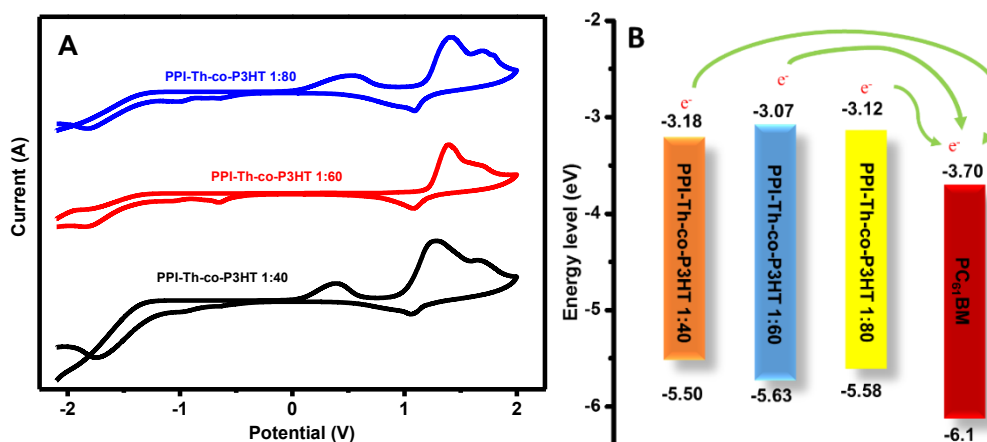 A
PPI-Th-co-P3HT 1:80
PPI-Th-co-P3HT 1:60
PPI-Th-co-P3HT 1:40
Current (A)
-2 -1 0 1 2
Potential (V)
B
Energy level (eV)
-2
-3
-4
-5
-6
e-
e-
e-
e-
-3.18
-3.07
-3.12
-3.70
PPI-Th-co-P3HT 1:40
PPI-Th-co-P3HT 1:60
PPI-Th-co-P3HT 1:80
PC61BM
-5.50
-5.63
-5.58
-6.1